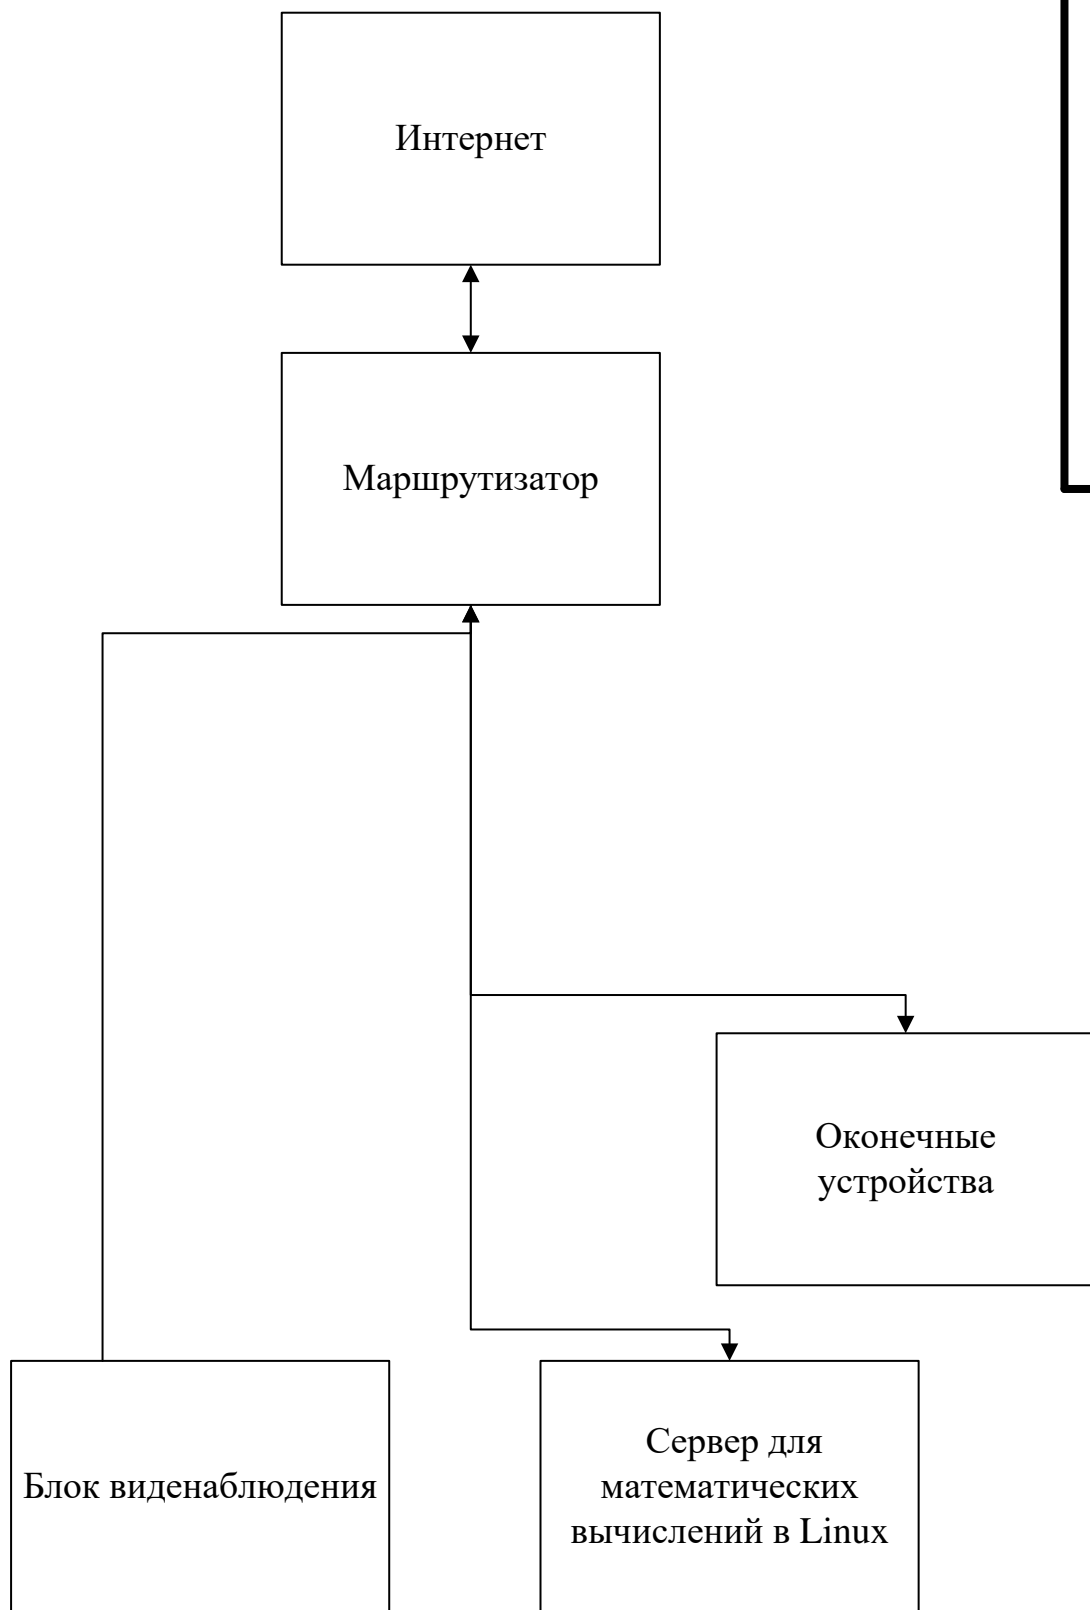 Интернет
Маршрутизатор
Оконечные
устройства
Блок виденаблюдения
Сервер для
математических
вычислений в Linux